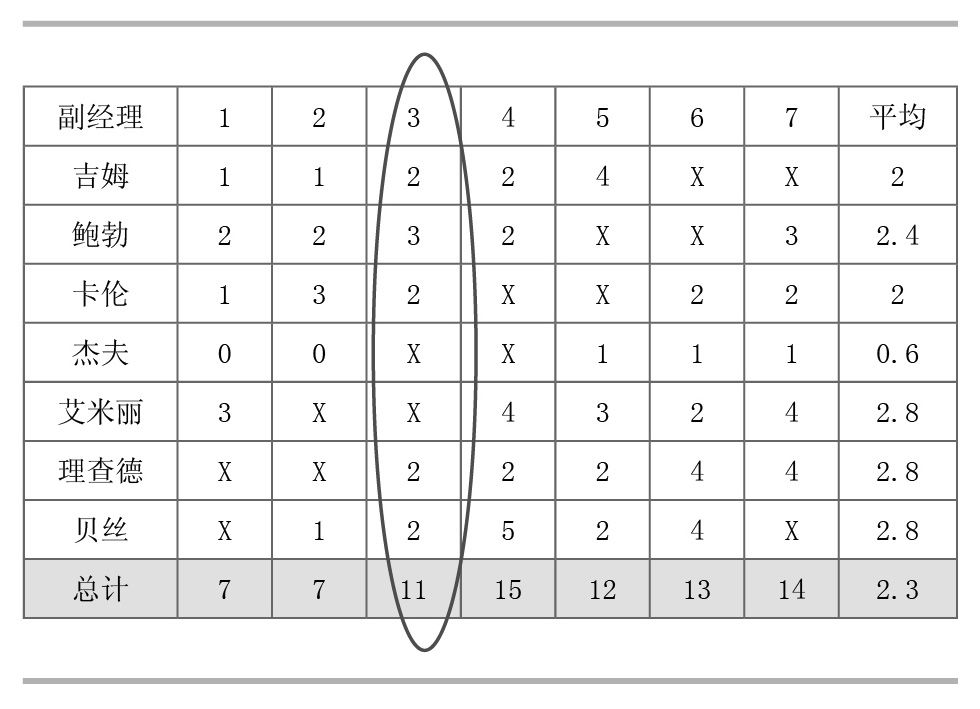 副经理 1 2 3 4 5 6 7 平均
吉姆 1 1 2 2 4 X X 2
鲍勃 2 2 3 2 X X 3 2.4
卡伦 1 3 2 X X 2 2 2
杰夫 0 0 X X 1 1 1 0.6
艾米丽 3 X X 4 3 2 4 2.8
理查德 X X 2 2 2 4 4 2.8
贝丝 X 1 2 5 2 4 X 2.8
总计 7 7 11 15 12 13 14 2.3